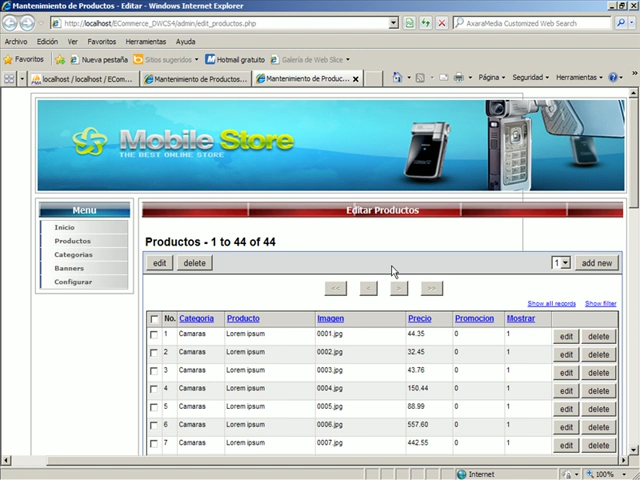 Mantenimiento de Productos - Editar - Windows Internet Explorer
http://localhost/ECommerce_DWCS4/admin/edit_productos.php
AxaraMedia Customized Web Search
Archivo Edición Ver Favoritos Herramientas Ayuda
Favoritos Nueva pestaña Sitios sugeridos Hotmail gratuito Galería de Web Slice
localhost / localhost / ECom... Mantenimiento de Productos... Mantenimiento de Produc... Página Seguridad Herramientas
Mobile Store
THE BEST ONLINE STORE
Menu
Inicio
Productos
Categorias
Banners
Configurar
Editar Productos
Productos - 1 to 44 of 44
edit delete 1 add new
<< < > >>
Show all records Show filter
No. Categoria Producto Imagen Precio Promocion Mostrar
1 Camaras Lorem ipsum 0001.jpg 44.35 0 1 edit delete
2 Camaras Lorem ipsum 0002.jpg 32.45 0 1 edit delete
3 Camaras Lorem ipsum 0003.jpg 43.76 0 1 edit delete
4 Camaras Lorem ipsum 0004.jpg 150.44 0 1 edit delete
5 Camaras Lorem ipsum 0005.jpg 88.99 0 1 edit delete
6 Camaras Lorem ipsum 0006.jpg 557.60 0 1 edit delete
7 Camaras Lorem ipsum 0007.jpg 442.55 0 1 edit delete
Internet 100%